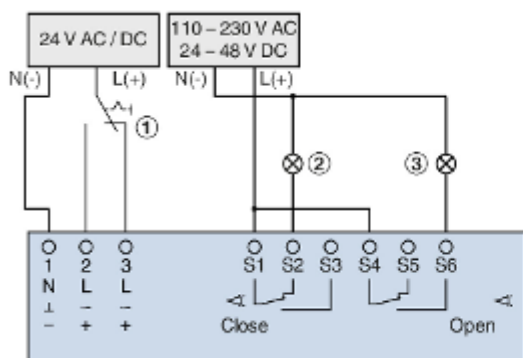 24 V AC / DC
110 – 230 V AC
24 – 48 V DC
N(-) L(+) N(-) L(+)
1
2
3
1 2 3 S1 S2 S3 S4 S5 S6
N L L
⊥ ~ ~
– + +
∢ ∢
Close Open